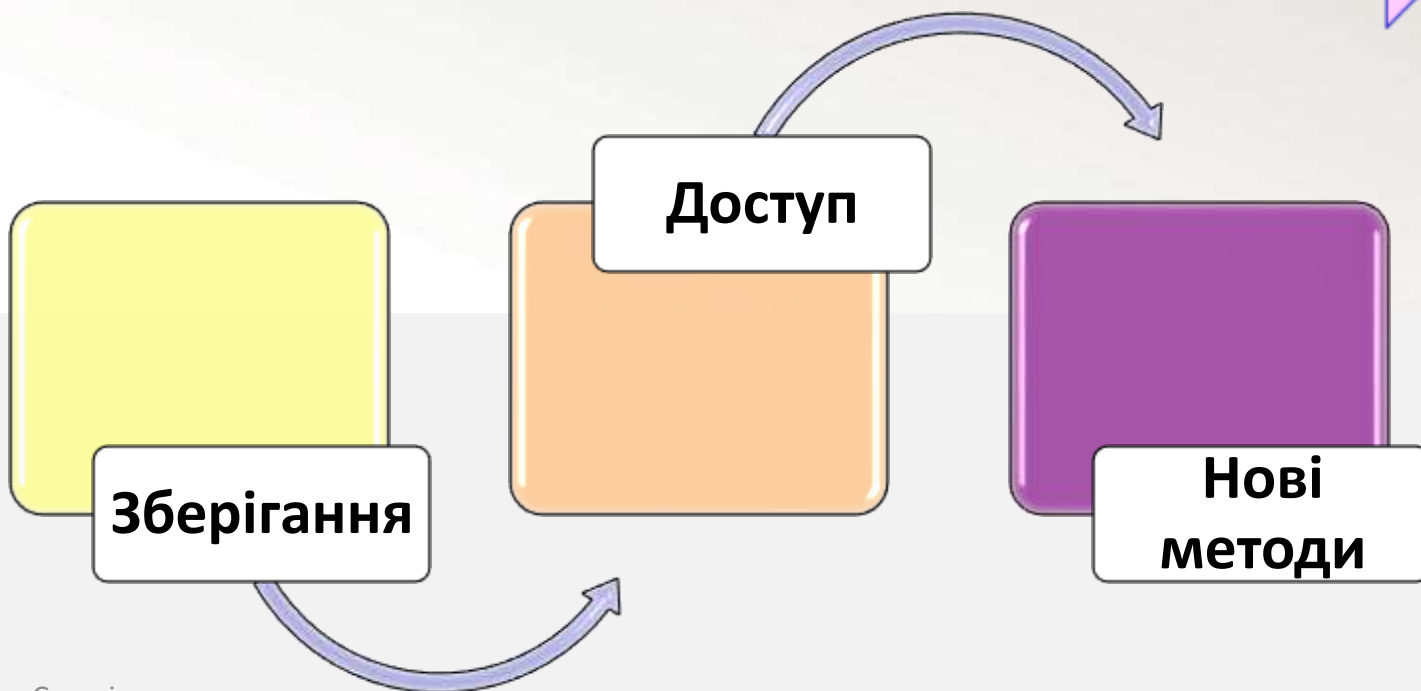 Доступ
Зберігання
Нові
методи